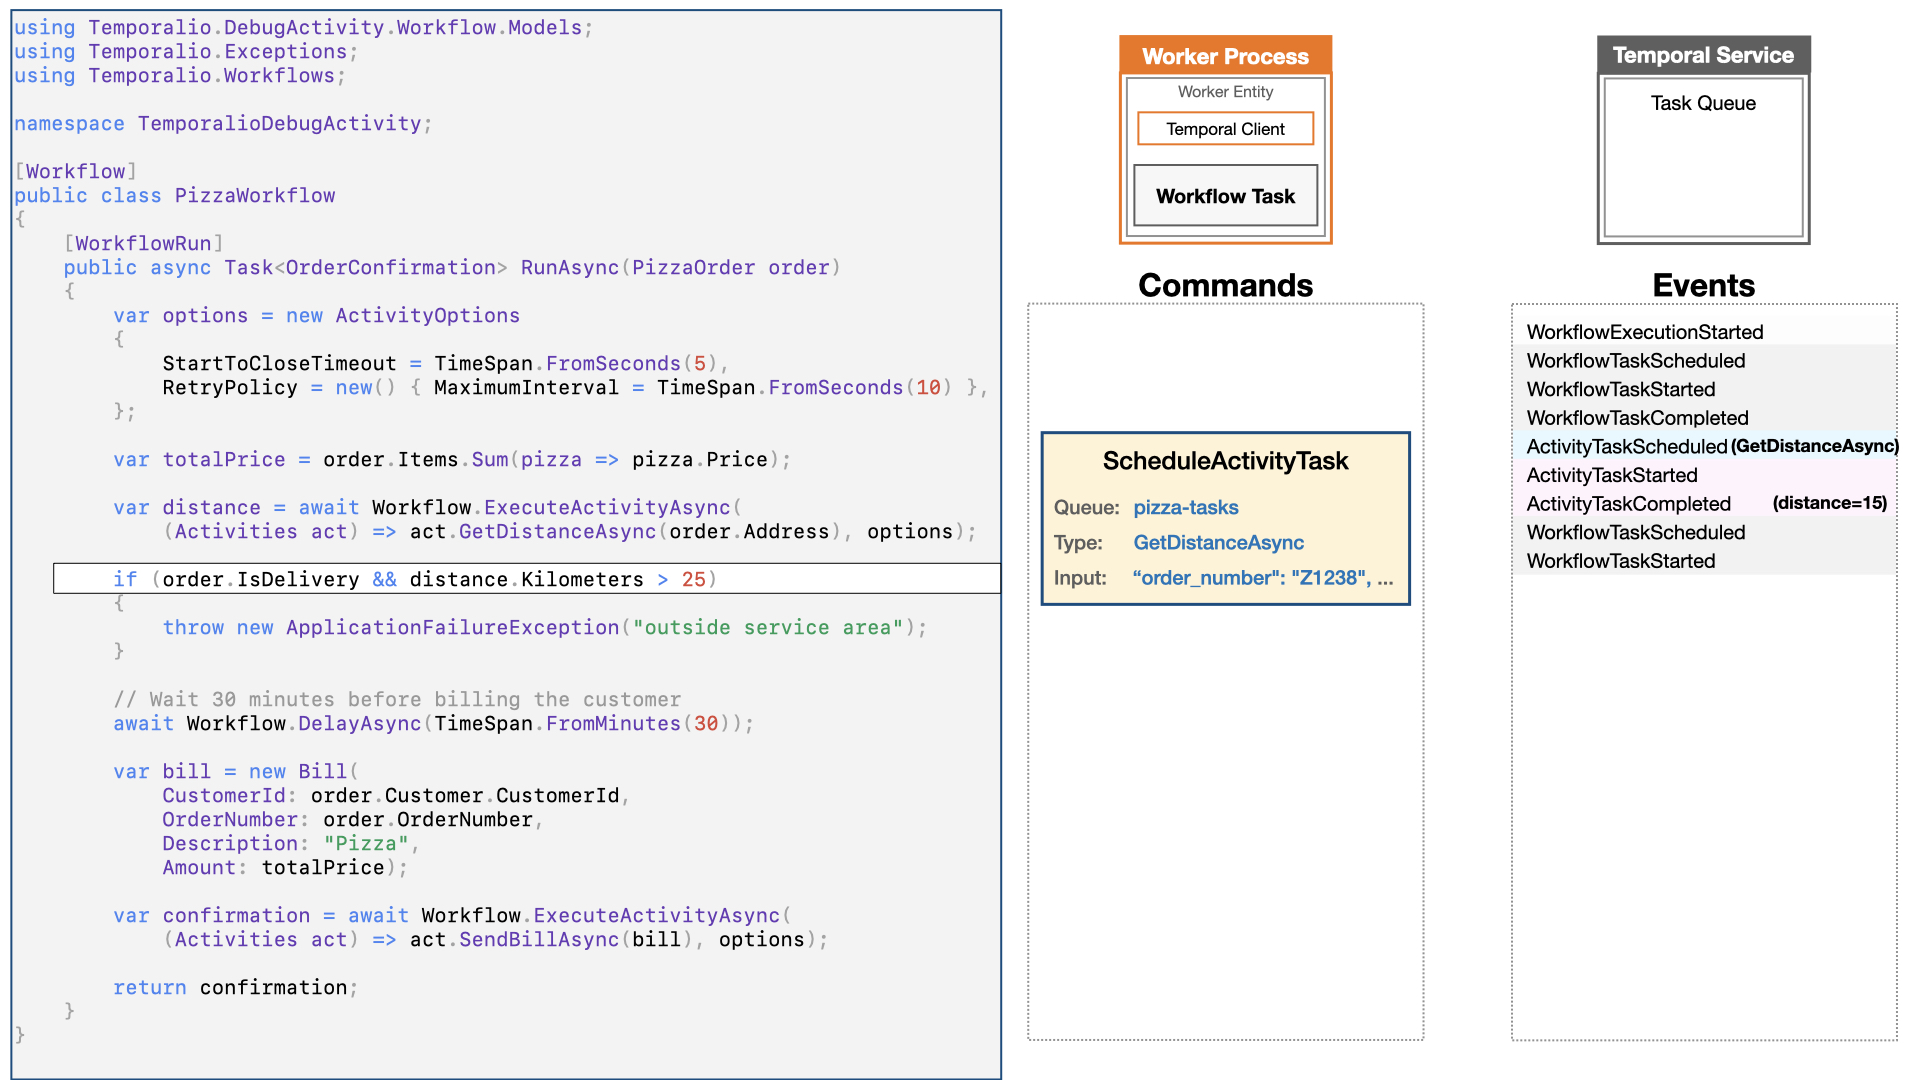 using Temporalio.DebugActivity.Workflow.Models;
using Temporalio.Exceptions;
using Temporalio.Workflows;
namespace TemporalioDebugActivity;
[Workflow]
public class PizzaWorkflow
{
[WorkflowRun]
public async Task<OrderConfirmation> RunAsync(PizzaOrder order)
{
var options = new ActivityOptions
{
StartToCloseTimeout = TimeSpan.FromSeconds(5),
RetryPolicy = new() { MaximumInterval = TimeSpan.FromSeconds(10) },
};
var totalPrice = order.Items.Sum(pizza => pizza.Price);
var distance = await Workflow.ExecuteActivityAsync(
(Activities act) => act.GetDistanceAsync(order.Address), options);
if (order.IsDelivery && distance.Kilometers > 25)
{
throw new ApplicationFailureException("outside service area");
}
// Wait 30 minutes before billing the customer
await Workflow.DelayAsync(TimeSpan.FromMinutes(30));
var bill = new Bill(
CustomerId: order.Customer.CustomerId,
OrderNumber: order.OrderNumber,
Description: "Pizza",
Amount: totalPrice);
var confirmation = await Workflow.ExecuteActivityAsync(
(Activities act) => act.SendBillAsync(bill), options);
return confirmation;
}
}
Worker Process
Worker Entity
Temporal Client
Workflow Task
Commands
ScheduleActivityTask
Queue: pizza-tasks
Type: GetDistanceAsync
Input: “order_number": "Z1238", ...
Temporal Service
Task Queue
Events
WorkflowExecutionStarted
WorkflowTaskScheduled
WorkflowTaskStarted
WorkflowTaskCompleted
ActivityTaskScheduled (GetDistanceAsync)
ActivityTaskStarted
ActivityTaskCompleted (distance=15)
WorkflowTaskScheduled
WorkflowTaskStarted